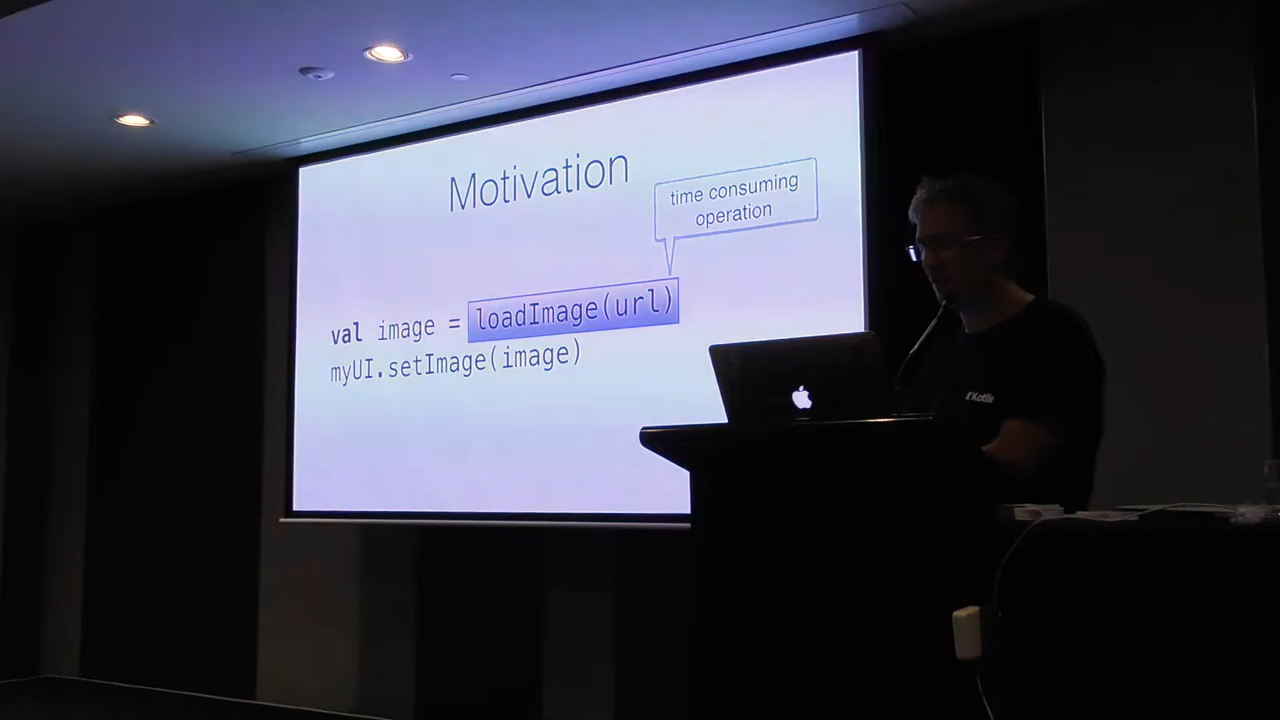 Motivation
time consuming
operation
val image = loadImage(url)
myUI.setImage(image)
Kotlin